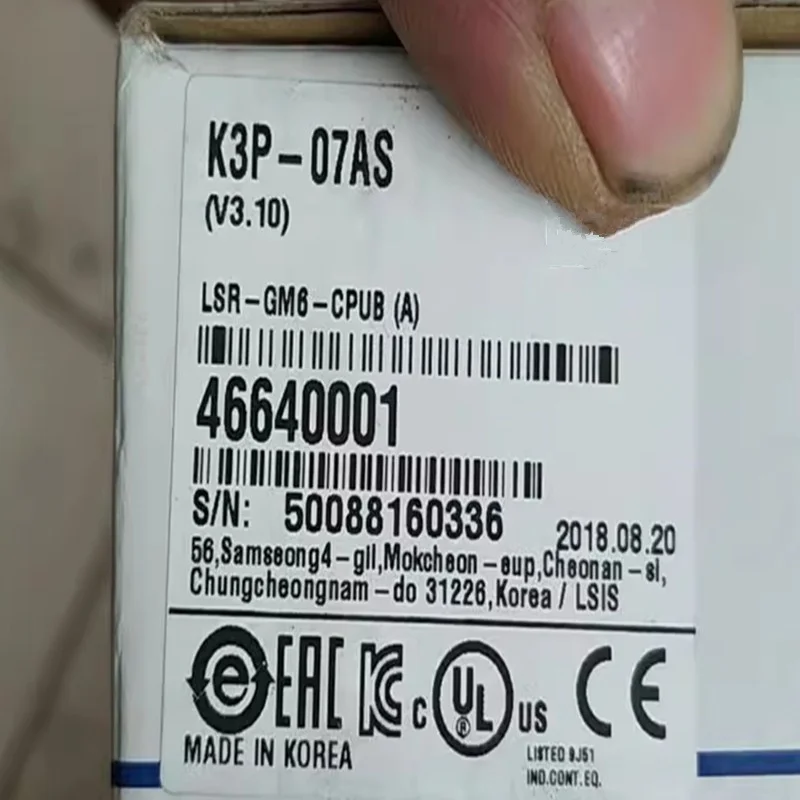 K3P-07AS
(V3.10)
LSR-GM6-CPUB (A)
46640001
S/N: 50088160336
2018.08.20
56,Samseong4-gil,Mokcheon-eup,Cheonan-si,
Chungcheongnam-do 31226,Korea / LSIS
e EAC KC c UL ® US CE
MADE IN KOREA
LISTED 9J51
IND.CONT.EQ.